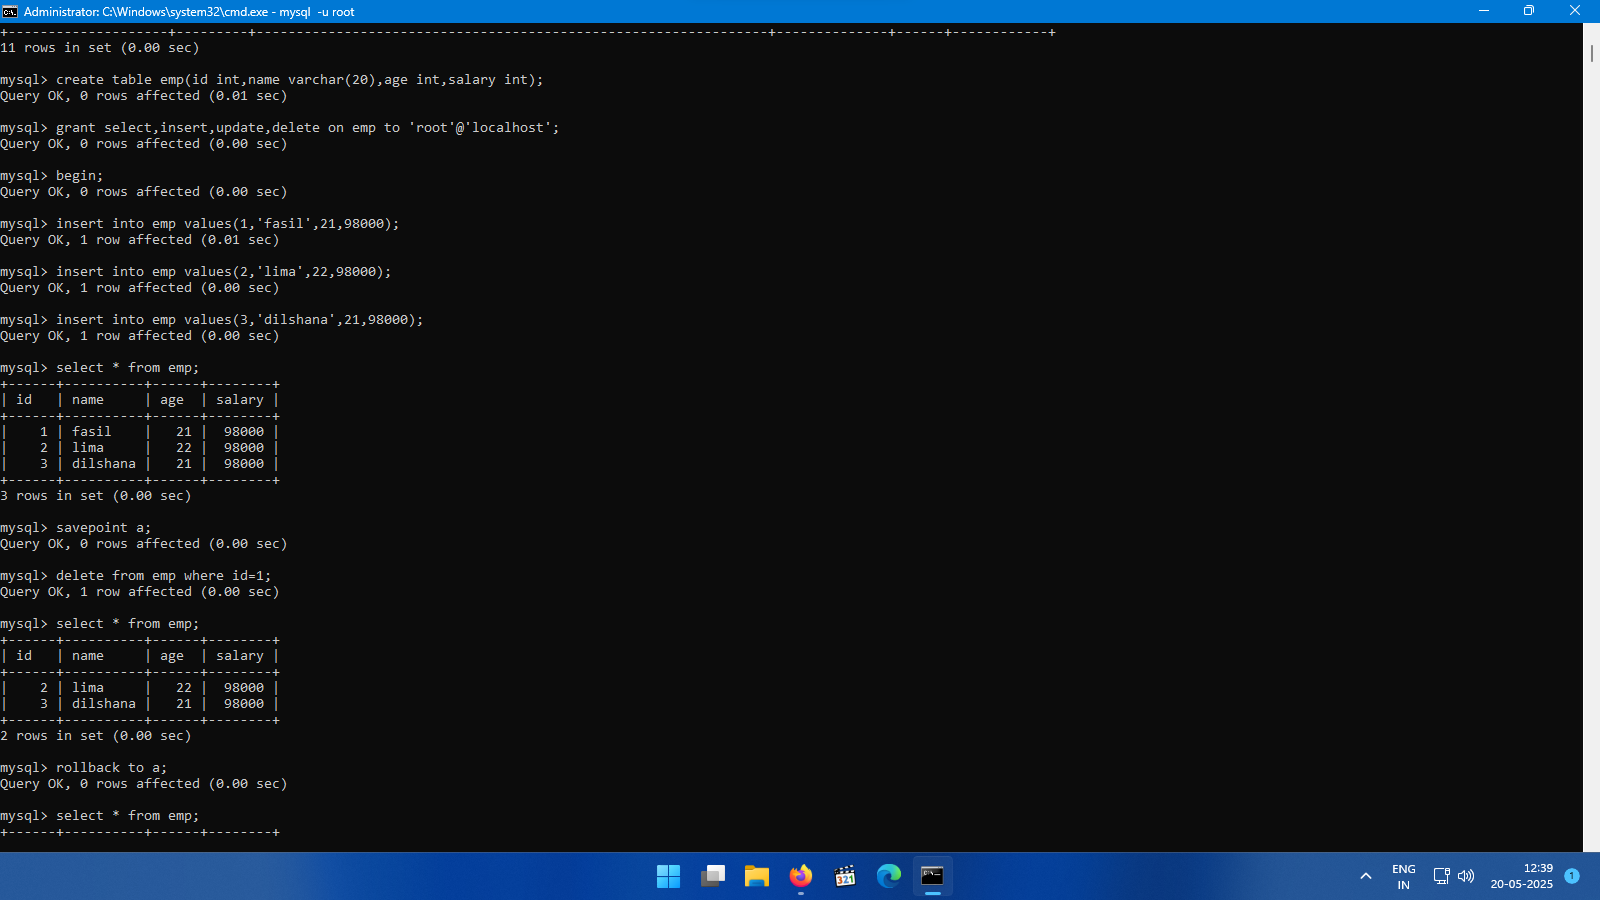 Administrator: C:\Windows\system32\cmd.exe - mysql  -u root
+--------------------+---------+----------------------------------------------------------------+--------------+------+------------+
11 rows in set (0.00 sec)
mysql> create table emp(id int,name varchar(20),age int,salary int);
Query OK, 0 rows affected (0.01 sec)
mysql> grant select,insert,update,delete on emp to 'root'@'localhost';
Query OK, 0 rows affected (0.00 sec)
mysql> begin;
Query OK, 0 rows affected (0.00 sec)
mysql> insert into emp values(1,'fasil',21,98000);
Query OK, 1 row affected (0.01 sec)
mysql> insert into emp values(2,'lima',22,98000);
Query OK, 1 row affected (0.00 sec)
mysql> insert into emp values(3,'dilshana',21,98000);
Query OK, 1 row affected (0.00 sec)
mysql> select * from emp;
+------+----------+------+--------+
| id   | name     | age  | salary |
+------+----------+------+--------+
|    1 | fasil    |   21 |  98000 |
|    2 | lima     |   22 |  98000 |
|    3 | dilshana |   21 |  98000 |
+------+----------+------+--------+
3 rows in set (0.00 sec)
mysql> savepoint a;
Query OK, 0 rows affected (0.00 sec)
mysql> delete from emp where id=1;
Query OK, 1 row affected (0.00 sec)
mysql> select * from emp;
+------+----------+------+--------+
| id   | name     | age  | salary |
+------+----------+------+--------+
|    2 | lima     |   22 |  98000 |
|    3 | dilshana |   21 |  98000 |
+------+----------+------+--------+
2 rows in set (0.00 sec)
mysql> rollback to a;
Query OK, 0 rows affected (0.00 sec)
mysql> select * from emp;
+------+----------+------+--------+
321
ENG
IN
12:39
20-05-2025
1